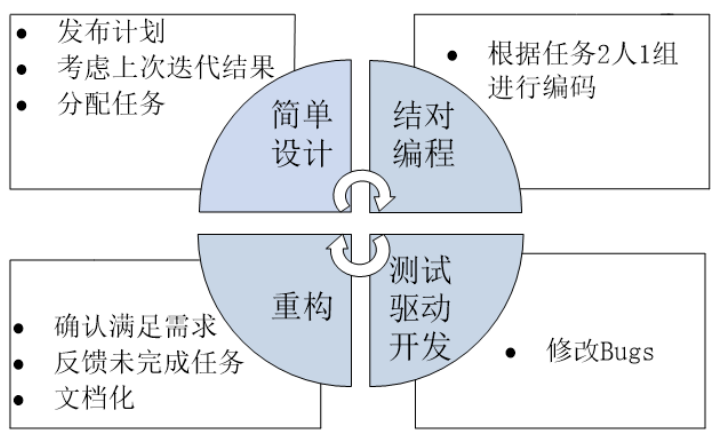 发布计划
考虑上次迭代结果
分配任务
简单
设计
结对
编程
根据任务2人1组
进行编码
重构
确认满足需求
反馈未完成任务
文档化
测试
驱动
开发
修改Bugs